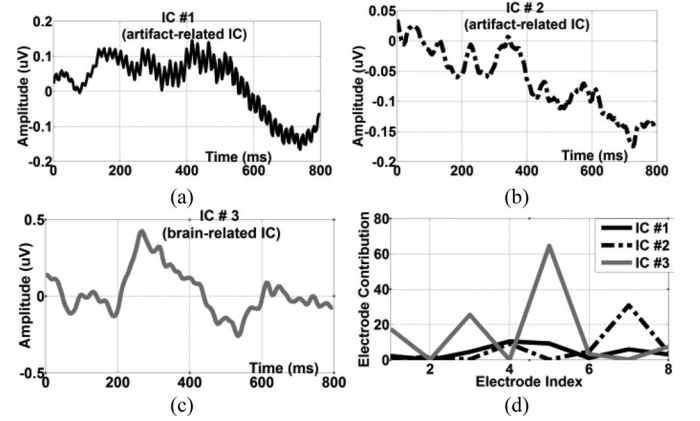 IC #1
(artifact-related IC)
Amplitude (uV)
0.2
0.1
0
-0.1
-0.2
Time (ms)
0 200 400 600 800
(a)
IC # 2
(artifact-related IC)
Amplitude (uV)
0.05
0
-0.05
-0.1
-0.15
-0.2
Time (ms)
0 200 400 600 800
(b)
IC # 3
(brain-related IC)
Amplitude (uV)
0.5
0
-0.5
Time (ms)
0 200 400 600 800
(c)
Electrode Contribution
80
60
40
20
0
IC #1
IC #2
IC #3
2 4 6 8
Electrode Index
(d)